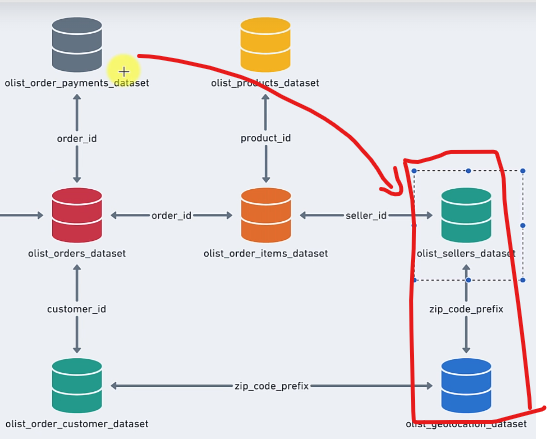 olist_order_payments_dataset
olist_products_dataset
order_id
product_id
order_id
seller_id
olist_orders_dataset
olist_order_items_dataset
olist_sellers_dataset
customer_id
zip_code_prefix
zip_code_prefix
olist_order_customer_dataset
olist_geolocation_dataset